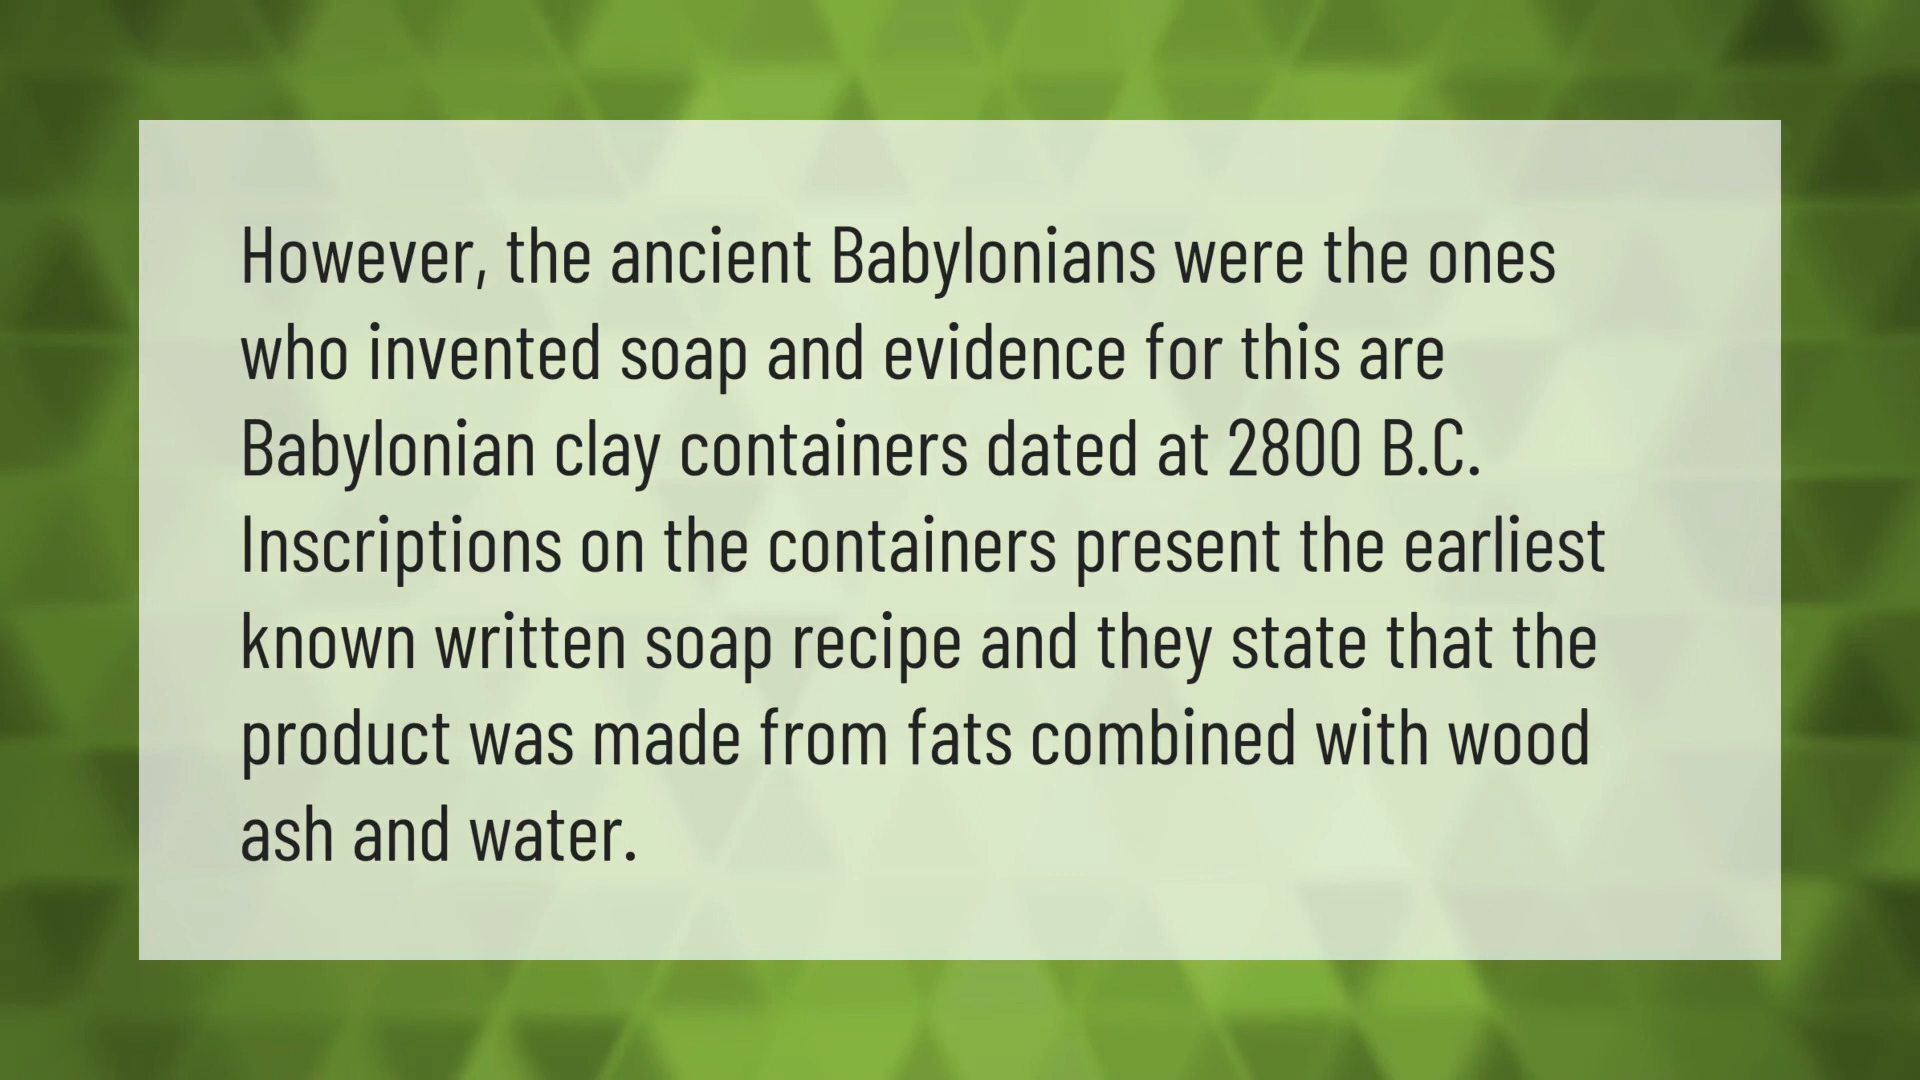 However, the ancient Babylonians were the ones
who invented soap and evidence for this are
Babylonian clay containers dated at 2800 B.C.
Inscriptions on the containers present the earliest
known written soap recipe and they state that the
product was made from fats combined with wood
ash and water.